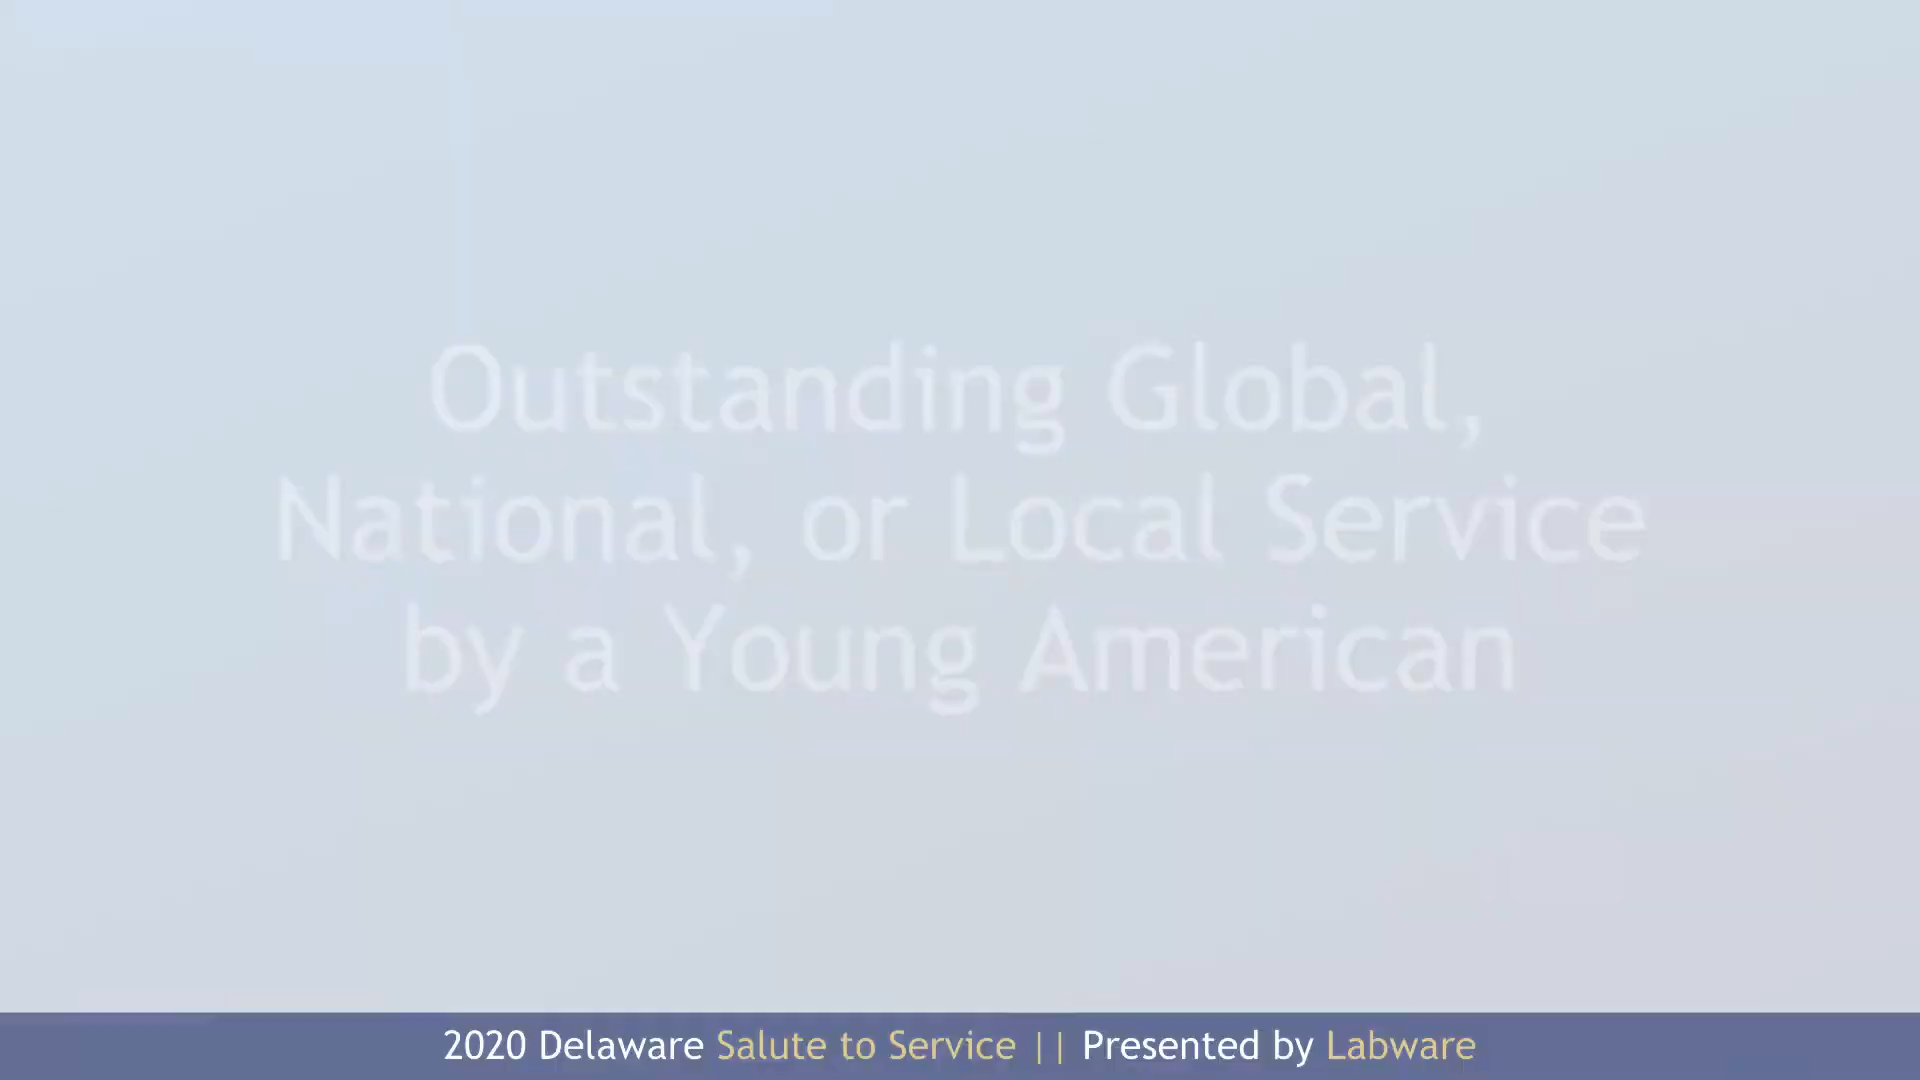 Outstanding Global,
National, or Local Service
by a Young American
2020 Delaware Salute to Service || Presented by Labware